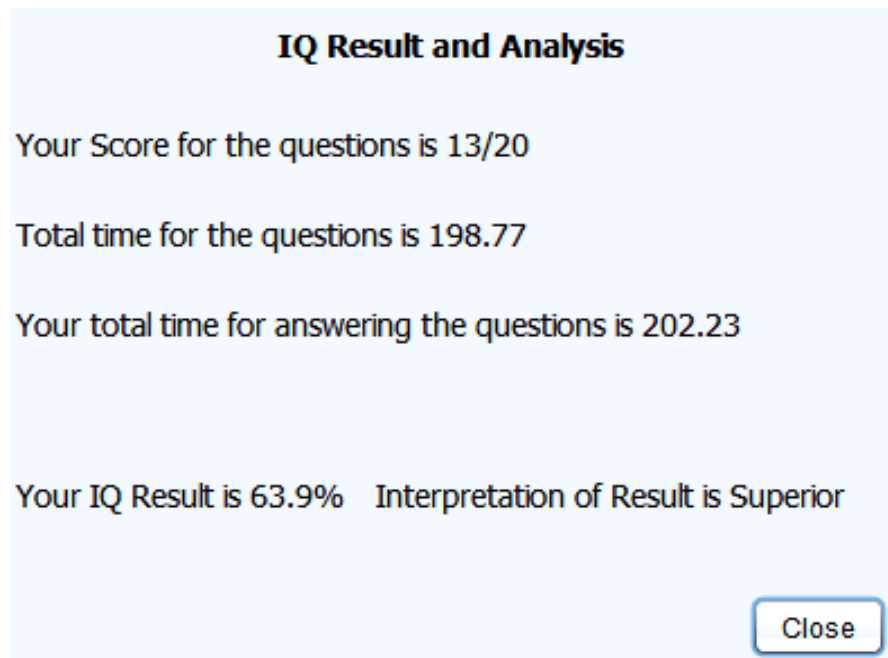 IQ Result and Analysis
Your Score for the questions is 13/20
Total time for the questions is 198.77
Your total time for answering the questions is 202.23
Your IQ Result is 63.9% Interpretation of Result is Superior
Close